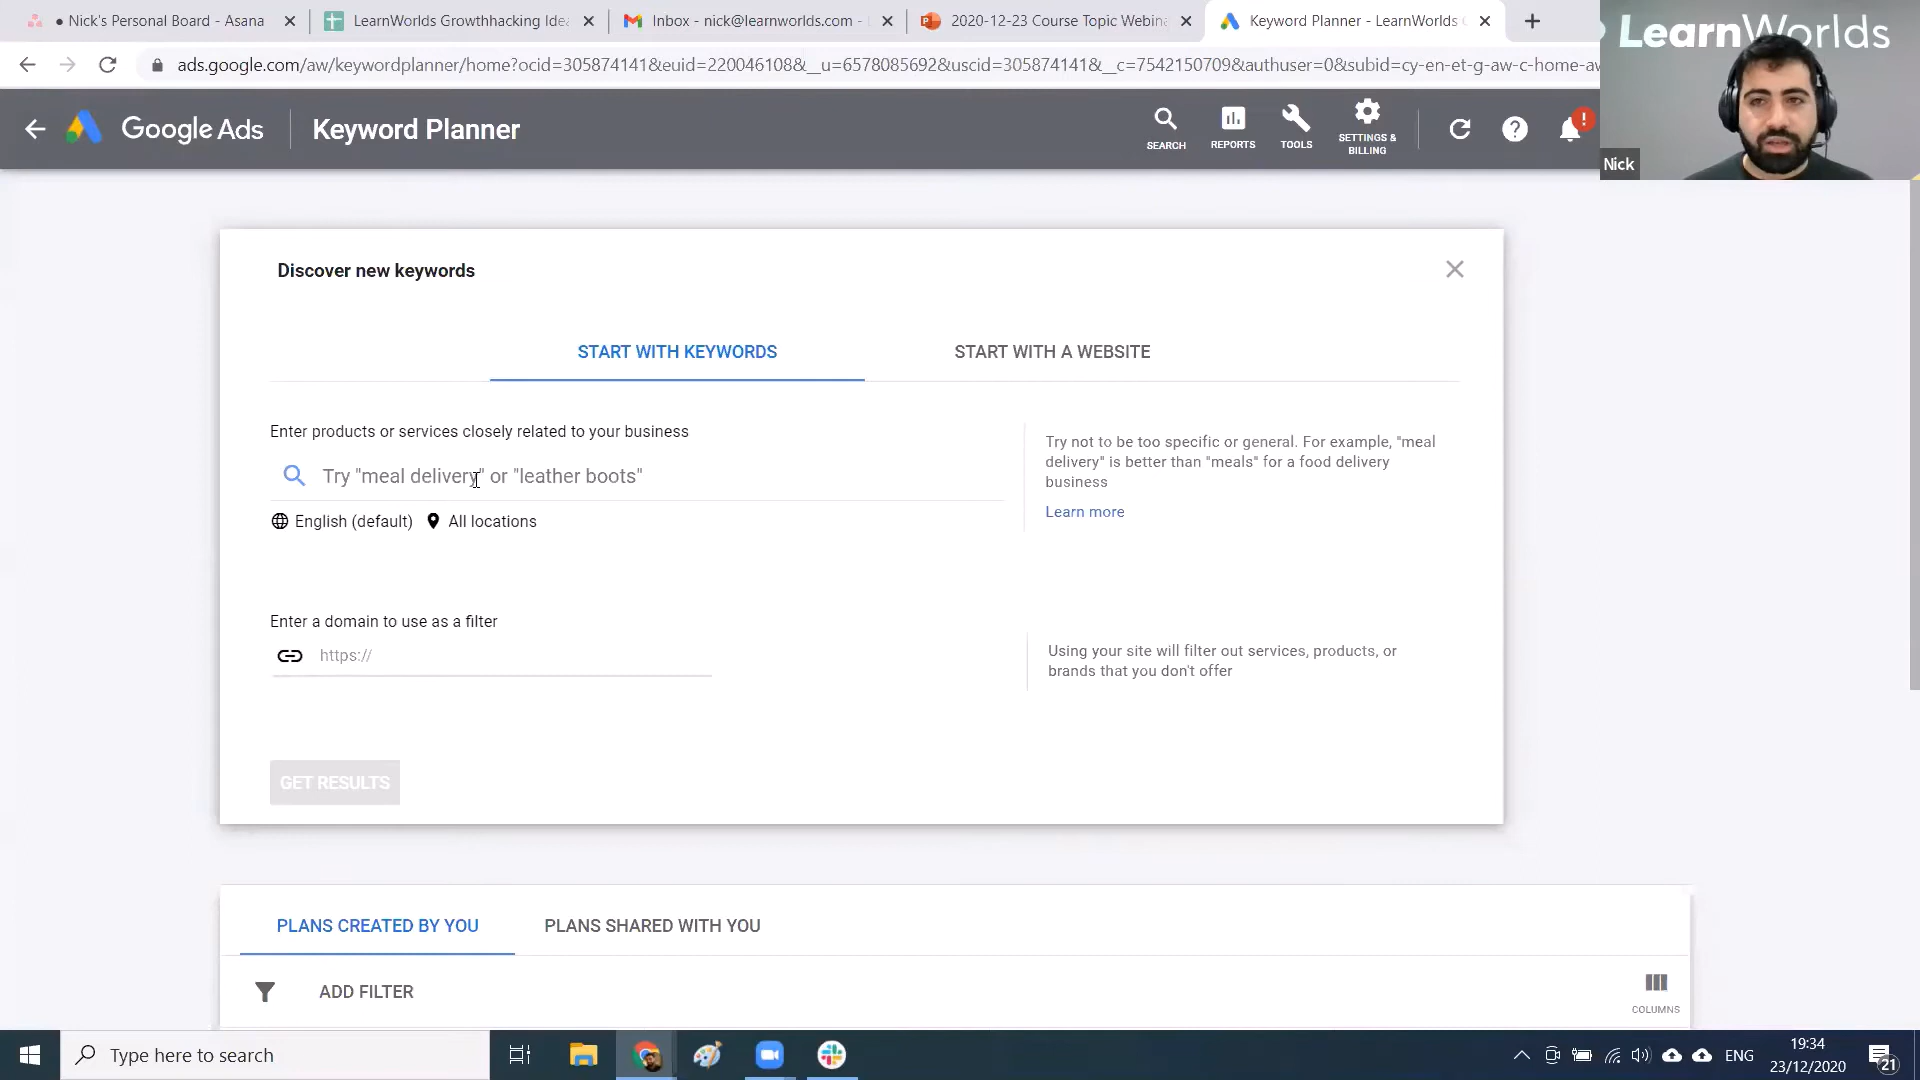 Nick's Personal Board - Asana
LearnWorlds Growthhacking Ide
Inbox - nick@learnworlds.com -
2020-12-23 Course Topic Webin
Keyword Planner - LearnWorlds
LearnWorlds
ads.google.com/aw/keywordplanner/home?ocid=305874141&euid=220046108&__u=6578085692&uscid=305874141&__c=7542150709&authuser=0&subid=cy-en-et-g-aw-c-home-aw
Google Ads
Keyword Planner
SEARCH
REPORTS
TOOLS
SETTINGS &
BILLING
!
Nick
Discover new keywords
START WITH KEYWORDS
START WITH A WEBSITE
Enter products or services closely related to your business
Try "meal delivery" or "leather boots"
English (default)
All locations
Try not to be too specific or general. For example, "meal
delivery" is better than "meals" for a food delivery
business
Learn more
Enter a domain to use as a filter
https://
Using your site will filter out services, products, or
brands that you don't offer
GET RESULTS
PLANS CREATED BY YOU
PLANS SHARED WITH YOU
ADD FILTER
COLUMNS
Type here to search
ENG
19:34
23/12/2020
21